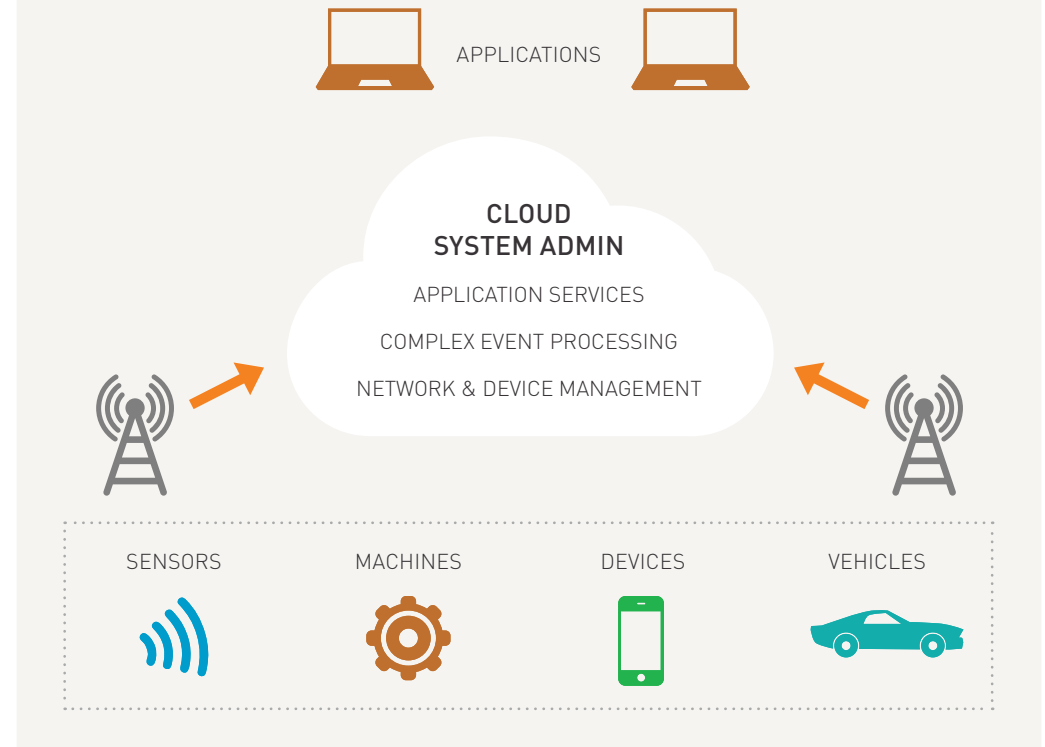 APPLICATIONS
CLOUD
SYSTEM ADMIN
APPLICATION SERVICES
COMPLEX EVENT PROCESSING
NETWORK & DEVICE MANAGEMENT
SENSORS
MACHINES
DEVICES
VEHICLES